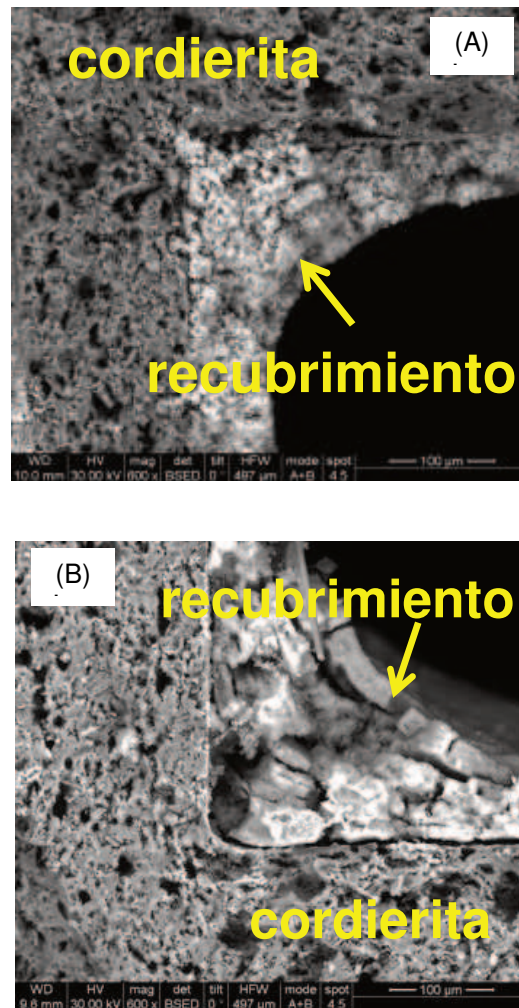 cordierita
(A)
recubrimiento
WD HV mag det tilt HFW mode spot
10.0 mm 30.00 kV 600 x BSED 0 ° 497 µm A+B 4.5 100 µm
(B)
recubrimiento
cordierita
WD HV mag det tilt HFW mode spot
9.6 mm 30.00 kV 600 x BSED 0 ° 497 µm A+B 4.5 100 µm